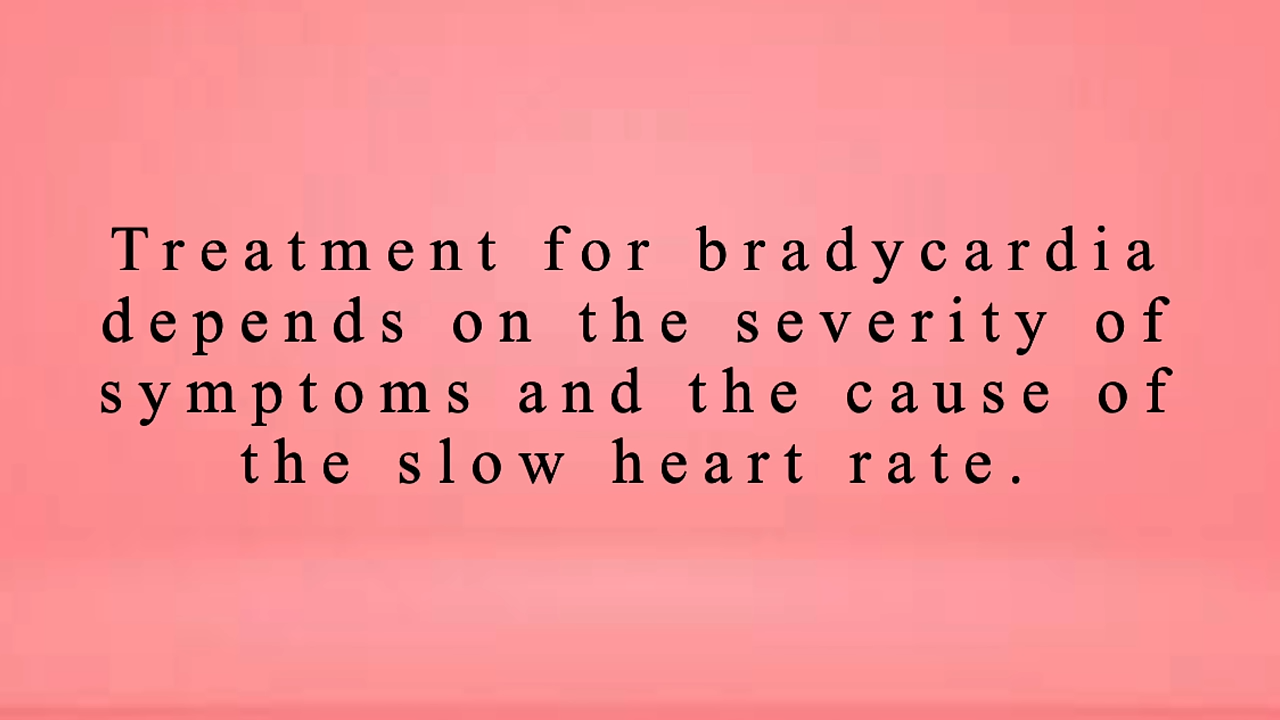 Treatment for bradycardia
depends on the severity of
symptoms and the cause of
the slow heart rate.